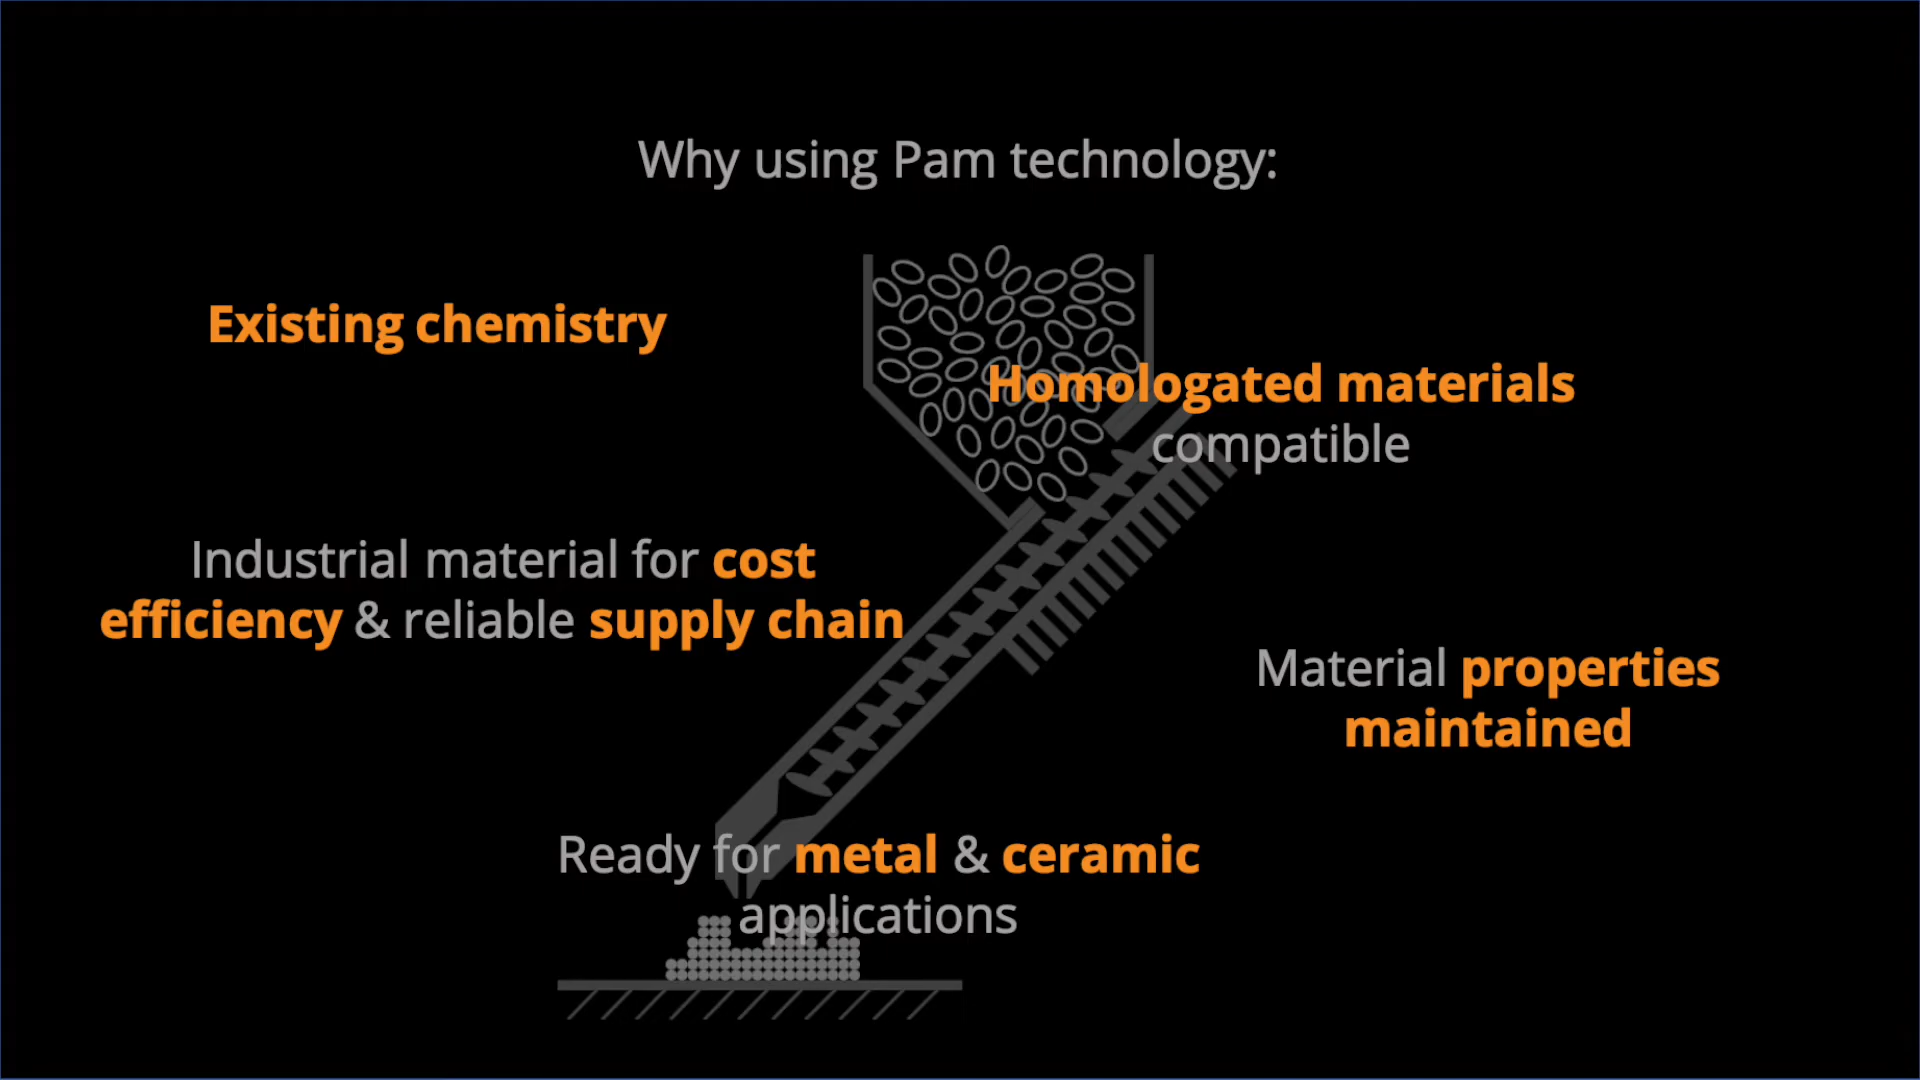 Why using Pam technology:
Existing chemistry
Homologated materials
compatible
Industrial material for cost
efficiency & reliable supply chain
Material properties
maintained
Ready for metal & ceramic
applications